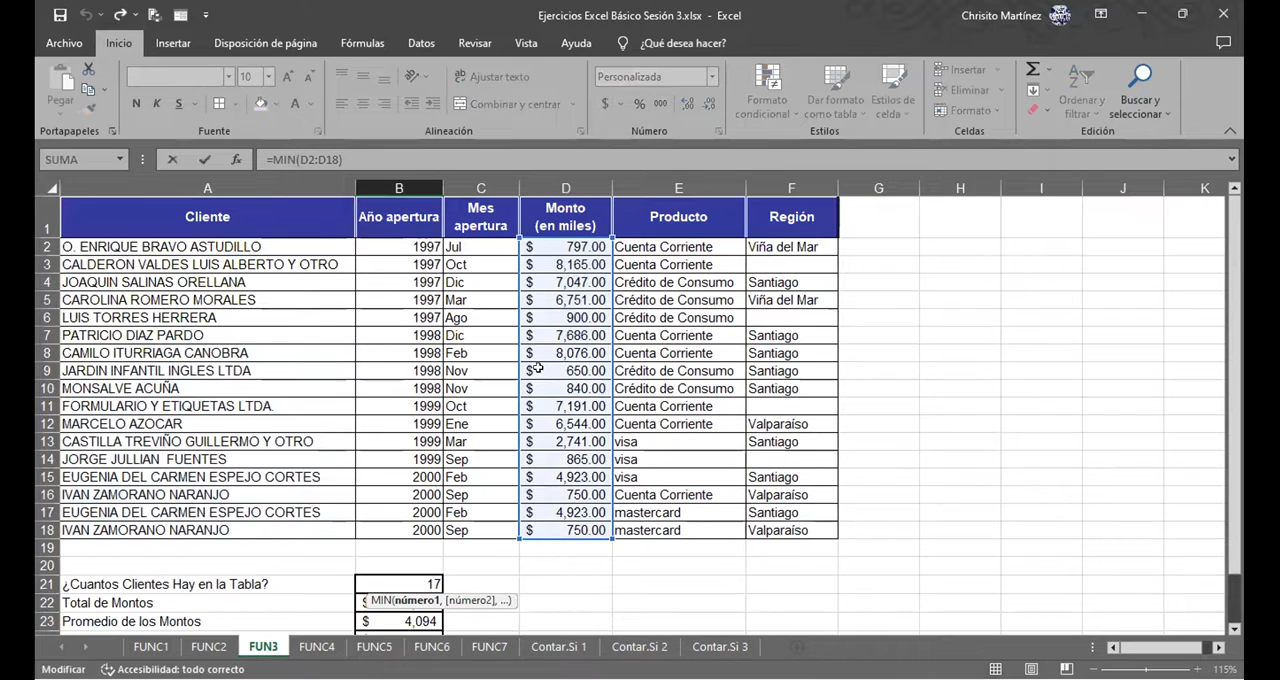 Ejercicios Excel Básico Sesión 3.xlsx - Excel
Chrisito Martínez
Archivo Inicio Insertar Disposición de página Fórmulas Datos Revisar Vista Ayuda ¿Qué desea hacer?
Pegar
10
N K S
Ajustar texto
Combinar y centrar
Personalizada
$ % 000
Formato condicional
Dar formato como tabla
Estilos de celda
Insertar
Eliminar
Formato
Ordenar y filtrar
Buscar y seleccionar
Portapapeles Fuente Alineación Número Estilos Celdas Edición
SUMA fx =MIN(D2:D18)
A B C D E F G H I J K
1 Cliente Año apertura Mes apertura Monto (en miles) Producto Región
2 O. ENRIQUE BRAVO ASTUDILLO 1997 Jul $ 797.00 Cuenta Corriente Viña del Mar
3 CALDERON VALDES LUIS ALBERTO Y OTRO 1997 Oct $ 8,165.00 Cuenta Corriente
4 JOAQUIN SALINAS ORELLANA 1997 Dic $ 7,047.00 Crédito de Consumo Santiago
5 CAROLINA ROMERO MORALES 1997 Mar $ 6,751.00 Crédito de Consumo Viña del Mar
6 LUIS TORRES HERRERA 1997 Ago $ 900.00 Crédito de Consumo
7 PATRICIO DIAZ PARDO 1998 Dic $ 7,686.00 Cuenta Corriente Santiago
8 CAMILO ITURRIAGA CANOBRA 1998 Feb $ 8,076.00 Cuenta Corriente Santiago
9 JARDIN INFANTIL INGLES LTDA 1998 Nov $ 650.00 Crédito de Consumo Santiago
10 MONSALVE ACUÑA 1998 Nov $ 840.00 Crédito de Consumo Santiago
11 FORMULARIO Y ETIQUETAS LTDA. 1999 Oct $ 7,191.00 Cuenta Corriente
12 MARCELO AZOCAR 1999 Ene $ 6,544.00 Cuenta Corriente Valparaíso
13 CASTILLA TREVIÑO GUILLERMO Y OTRO 1999 Mar $ 2,741.00 visa Santiago
14 JORGE JULLIAN FUENTES 1999 Sep $ 865.00 visa
15 EUGENIA DEL CARMEN ESPEJO CORTES 2000 Feb $ 4,923.00 visa Santiago
16 IVAN ZAMORANO NARANJO 2000 Sep $ 750.00 Cuenta Corriente Valparaíso
17 EUGENIA DEL CARMEN ESPEJO CORTES 2000 Feb $ 4,923.00 mastercard Santiago
18 IVAN ZAMORANO NARANJO 2000 Sep $ 750.00 mastercard Valparaíso
19
20
21 ¿Cuantos Clientes Hay en la Tabla? 17
22 Total de Montos MIN(número1, [número2], ...)
23 Promedio de los Montos $ 4,094
FUNC1 FUNC2 FUN3 FUNC4 FUNC5 FUNC6 FUNC7 Contar.Si 1 Contar.Si 2 Contar.Si 3
Modificar Accesibilidad: todo correcto 115%